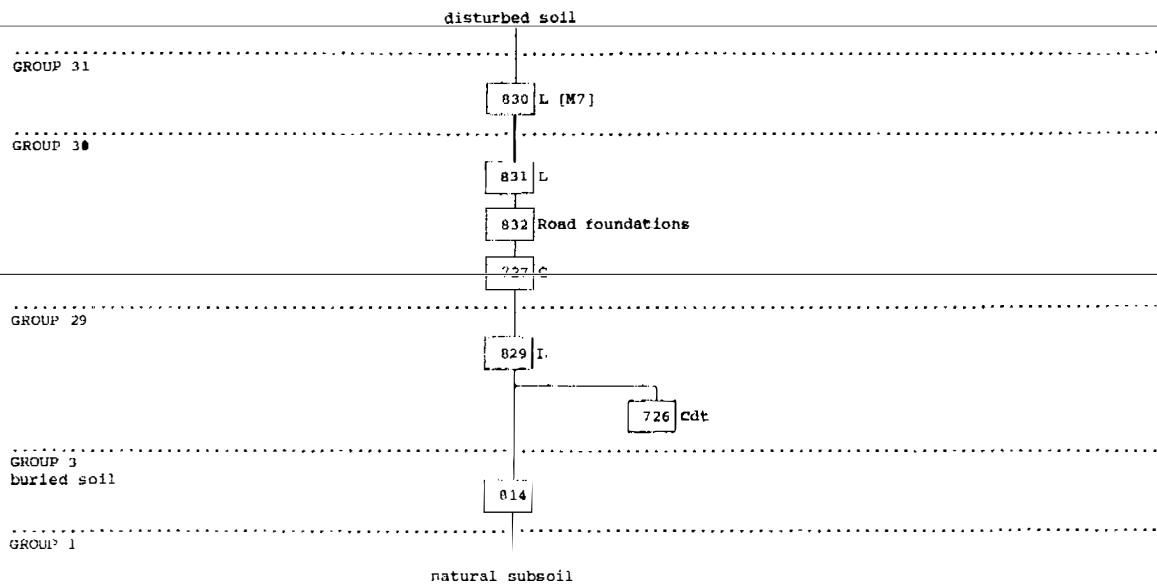 disturbed soil
GROUP 31
830 L [M7]
GROUP 30
831 L
832 Road foundations
GROUP 29
829 L
726 Cdt
GROUP 3
buried soil
814
GROUP 1
natural subsoil